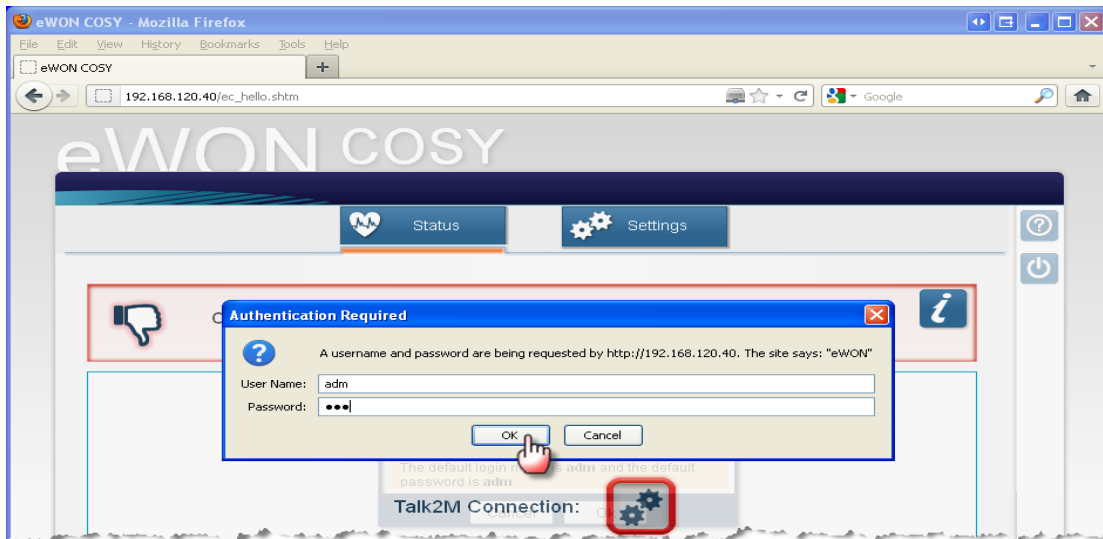 eWON COSY - Mozilla Firefox
File Edit View History Bookmarks Tools Help
eWON COSY
192.168.120.40/ec_hello.shtm
Google
eWON COSY
Status Settings
Authentication Required
A username and password are being requested by http://192.168.120.40. The site says: "eWON"
User Name: adm
Password: •••
OK Cancel
The default login name is adm and the default
password is adm
Talk2M Connection:
Cancel